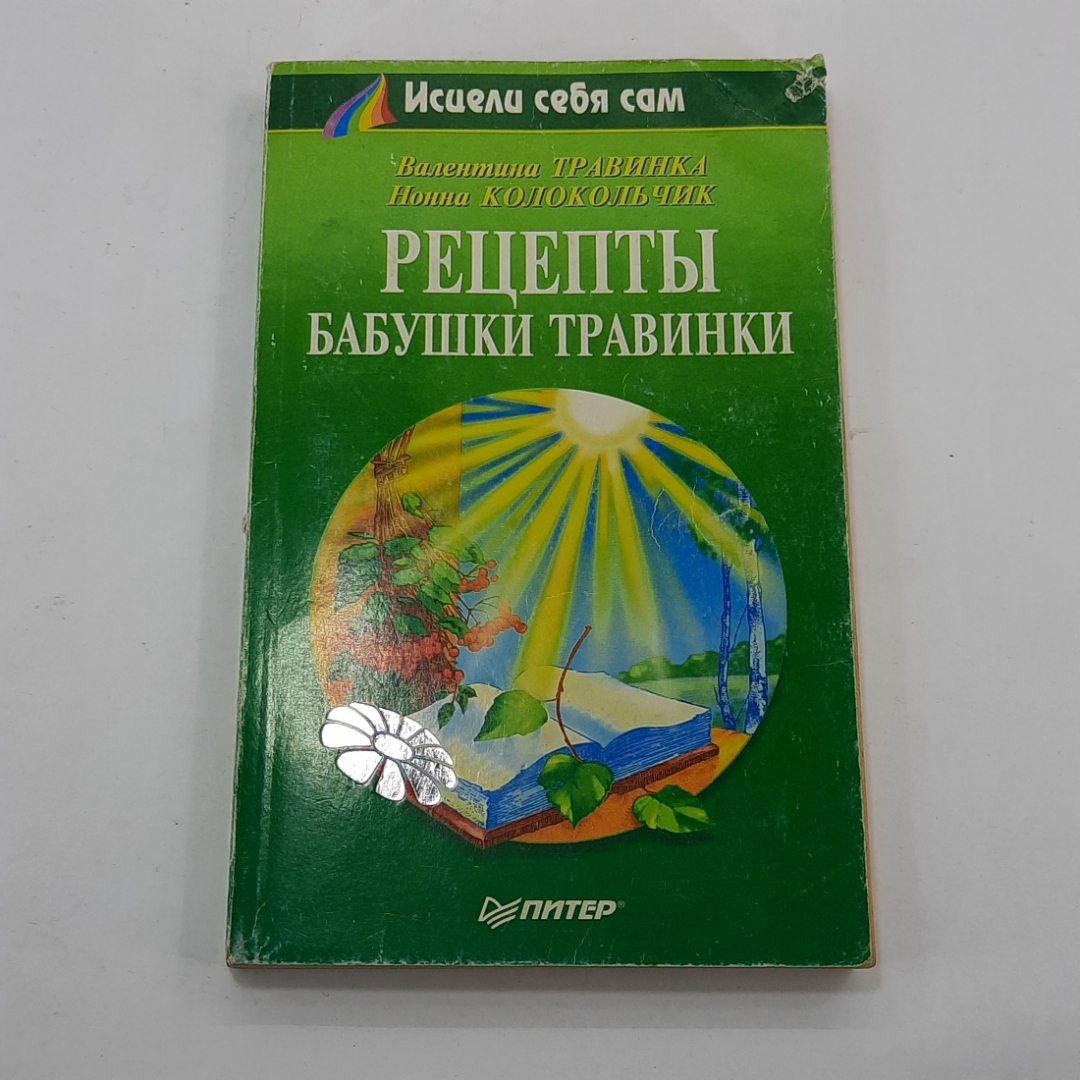 Исцели себя сам
Валентина ТРАВИНКА
Нонна КОЛОКОЛЬЧИК
РЕЦЕПТЫ
БАБУШКИ ТРАВИНКИ
ПИТЕР®